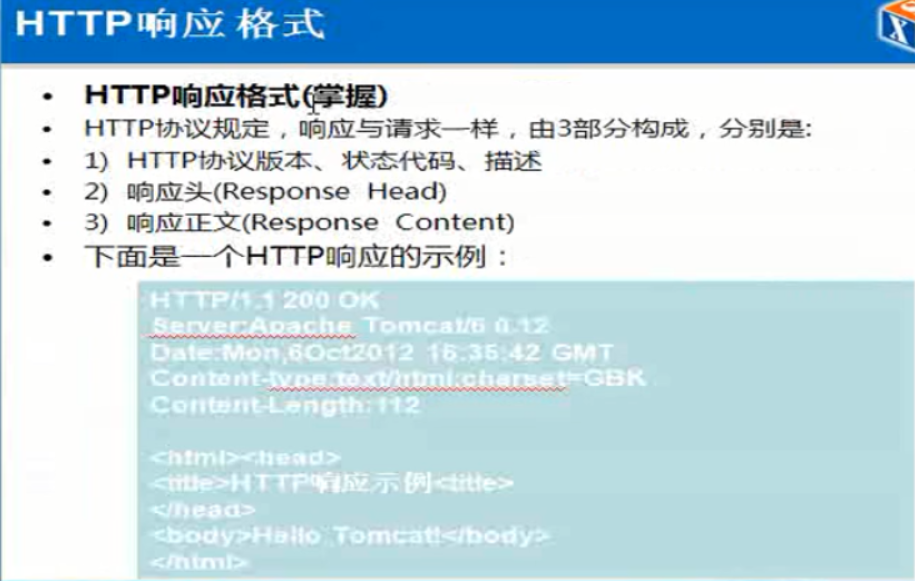 HTTP响应格式
X
• HTTP响应格式(掌握)
• HTTP协议规定，响应与请求一样，由3部分构成，分别是:
• 1) HTTP协议版本、状态代码、描述
• 2) 响应头(Response Head)
• 3) 响应正文(Response Content)
• 下面是一个HTTP响应的示例：
HTTP/1.1 200 OK
Server:Apache Tomcat/6.0.12
Date:Mon,6Oct2012 16:35:42 GMT
Content-type:text/html;charset=GBK
Content-Length:112
<html><head>
<title>HTTP响应示例<title>
</head>
<body>Hello Tomcat!</body>
</html>